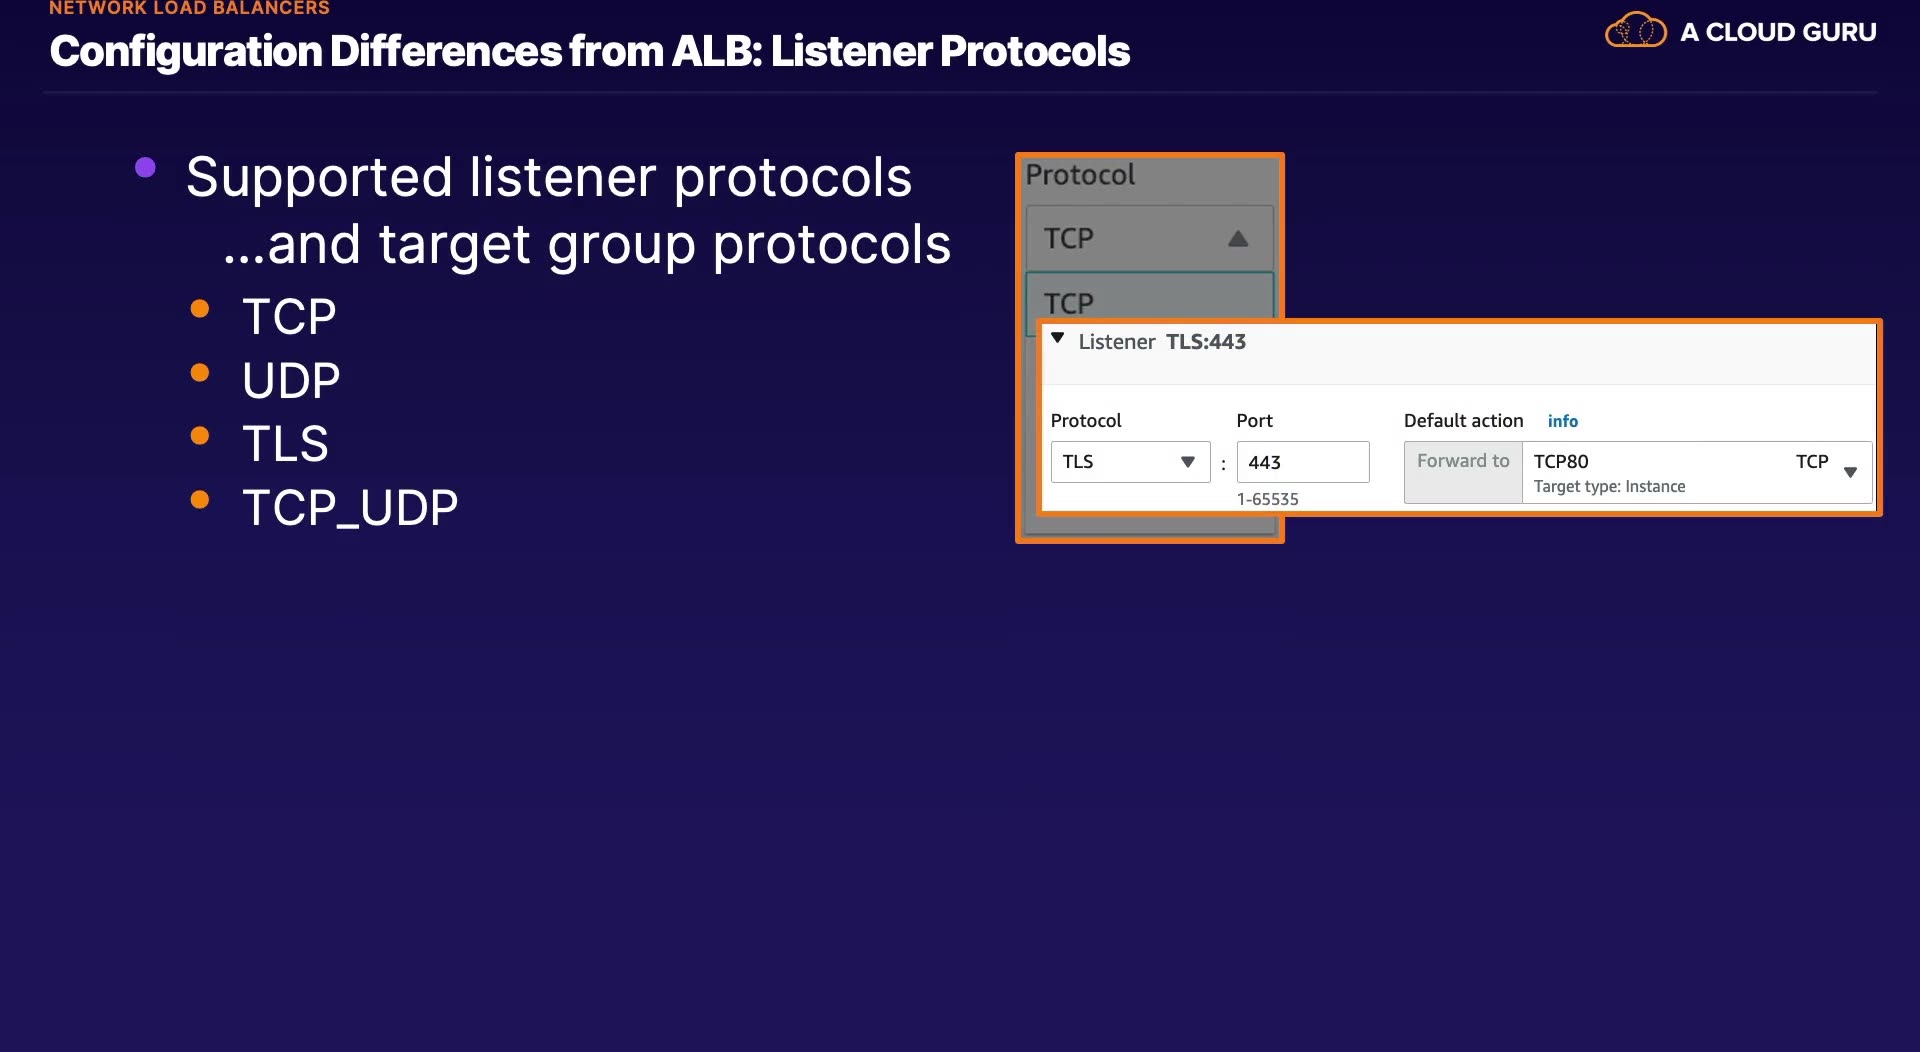 NETWORK LOAD BALANCERS
Configuration Differences from ALB: Listener Protocols
A CLOUD GURU
Supported listener protocols
...and target group protocols
TCP
UDP
TLS
TCP_UDP
Protocol
TCP
TCP
Listener TLS:443
Protocol Port Default action info
TLS : 443 Forward to TCP80 TCP
1-65535 Target type: Instance